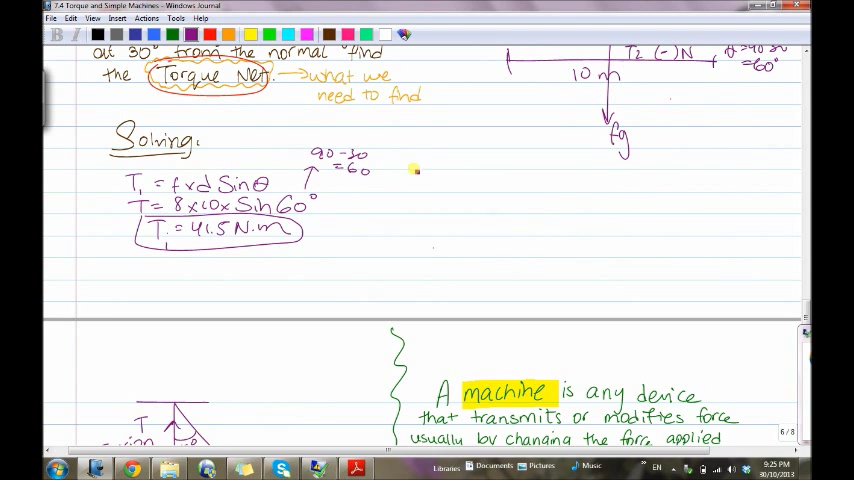 7.4 Torque and Simple Machines - Windows Journal
File Edit View Insert Actions Tools Help
B I U
at 30° from the normal find
the Torque Net. → what we
need to find
T2 (-) N
=60°
10 m
fg
Solving:
90 - 30
= 60
T1 = f x d Sinθ
T = 8 x 10 x Sin 60°
T1 = 41.5 N.m
A machine is any device
that transmits or modifies force
usually by changing the force applied
T
6 / 8
Libraries Documents Pictures Music » EN 9:25 PM
30/10/2013